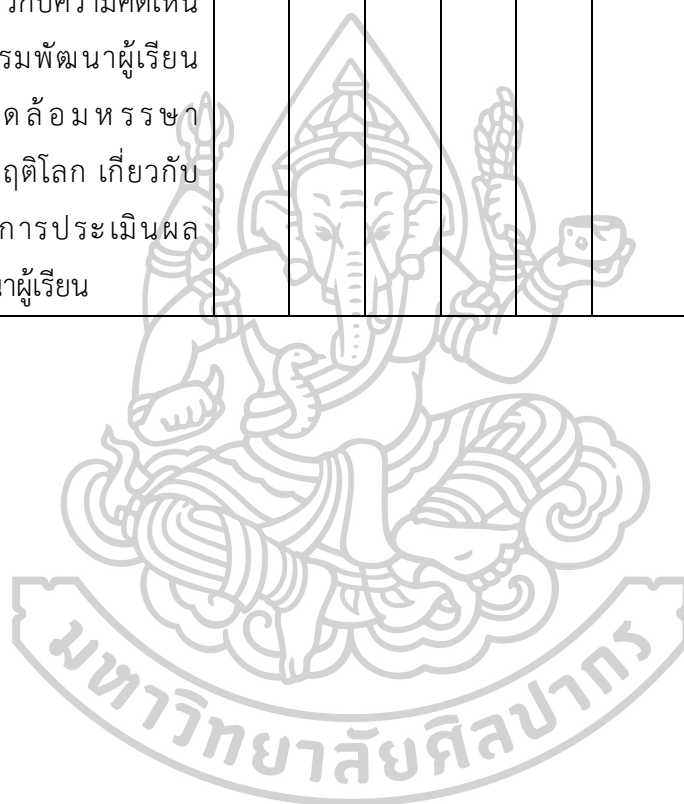 วกับความคิดเห็น
รมพัฒนาผู้เรียน
ดล้อมหรรษา
ฤติโลก เกี่ยวกับ
การประเมินผล
าผู้เรียน
มหาวิทยาลัยศิลปากร